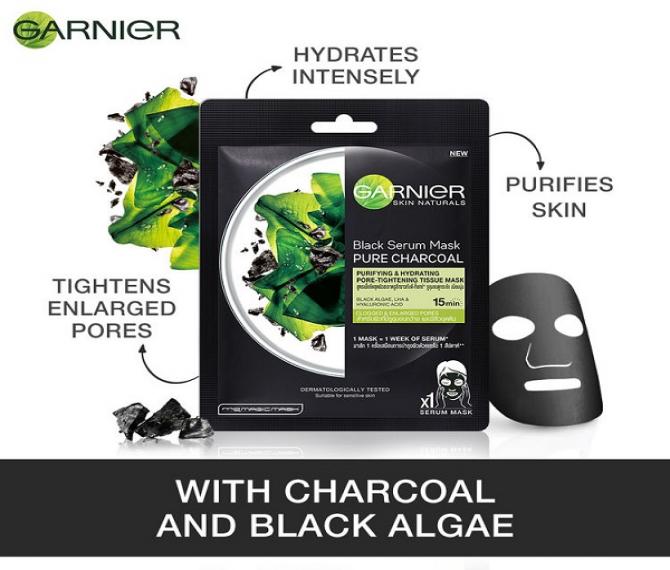 GARNIER
HYDRATES
INTENSELY
PURIFIES
SKIN
TIGHTENS
ENLARGED
PORES
NEW
GARNIER
SKIN NATURALS
Black Serum Mask
PURE CHARCOAL
PURIFYING & HYDRATING
PORE-TIGHTENING TISSUE MASK
BLACK ALGAE, LHA &
HYALURONIC ACID
15min
CLOGGED & ENLARGED PORES
1 MASK = 1 WEEK OF SERUM*
DERMATOLOGICALLY TESTED
Suitable for sensitive skin
x1
SERUM MASK
WITH CHARCOAL
AND BLACK ALGAE